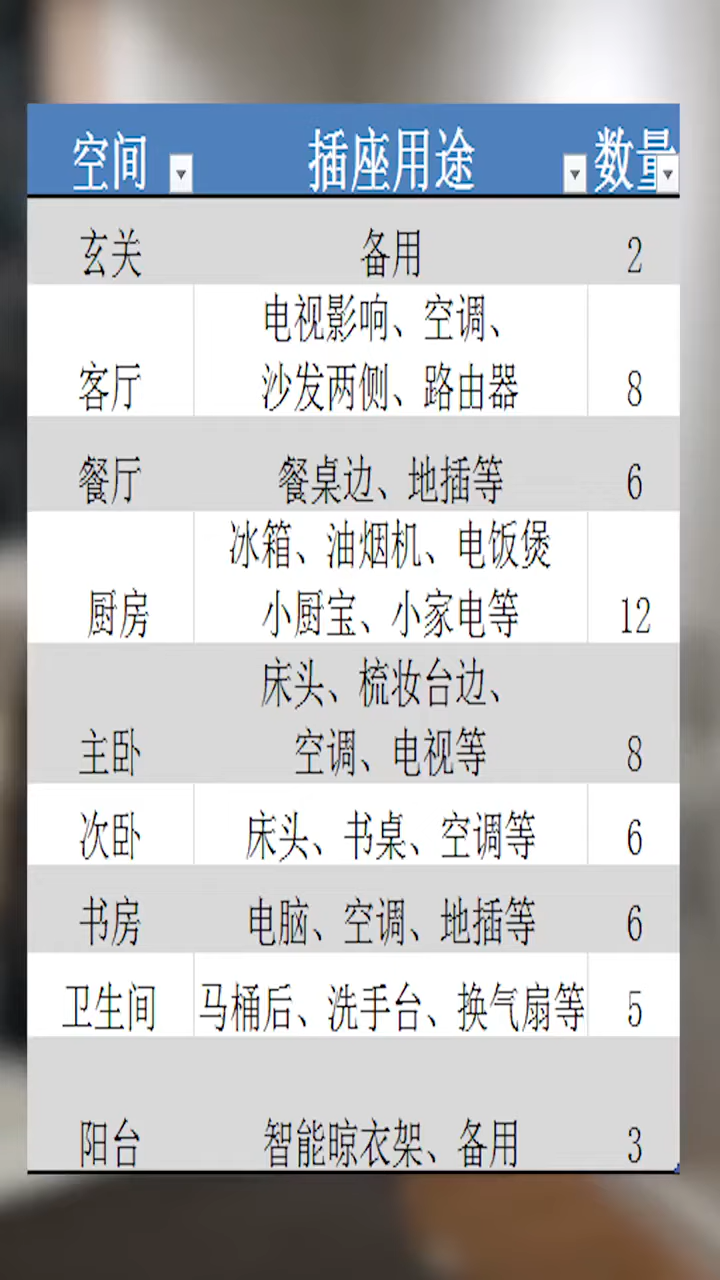 空间 插座用途 数量
玄关 备用 2
电视影响、空调、
客厅 沙发两侧、路由器 8
餐厅 餐桌边、地插等 6
冰箱、油烟机、电饭煲
厨房 小厨宝、小家电等 12
床头、梳妆台边、
主卧 空调、电视等 8
次卧 床头、书桌、空调等 6
书房 电脑、空调、地插等 6
卫生间 马桶后、洗手台、换气扇等 5
阳台 智能晾衣架、备用 3